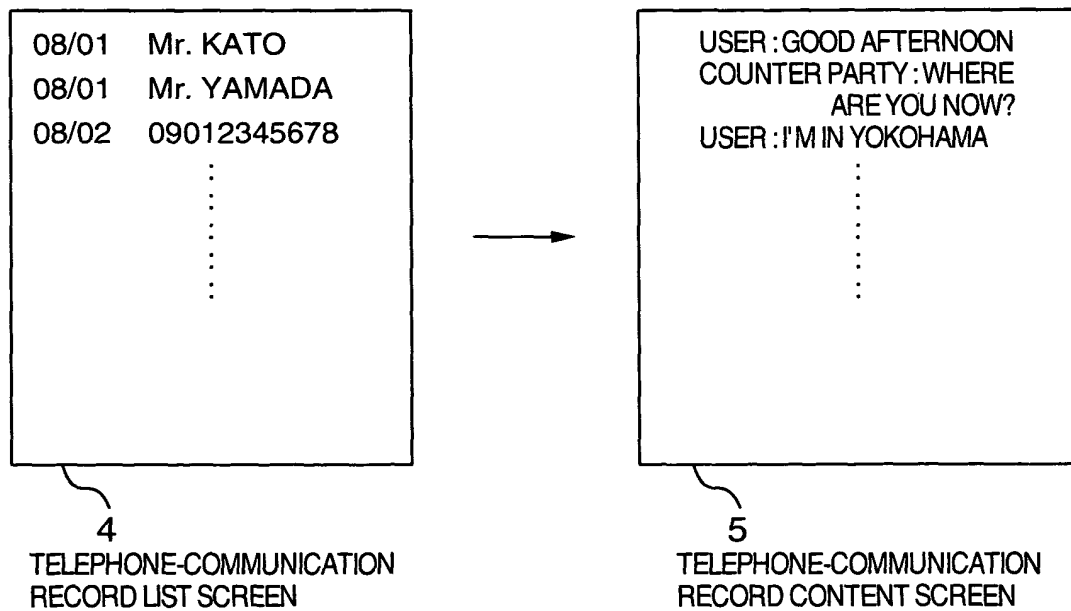 08/01 Mr. KATO
08/01 Mr. YAMADA
08/02 09012345678
4
TELEPHONE-COMMUNICATION
RECORD LIST SCREEN
USER : GOOD AFTERNOON
COUNTER PARTY : WHERE
ARE YOU NOW?
USER : I'M IN YOKOHAMA
5
TELEPHONE-COMMUNICATION
RECORD CONTENT SCREEN